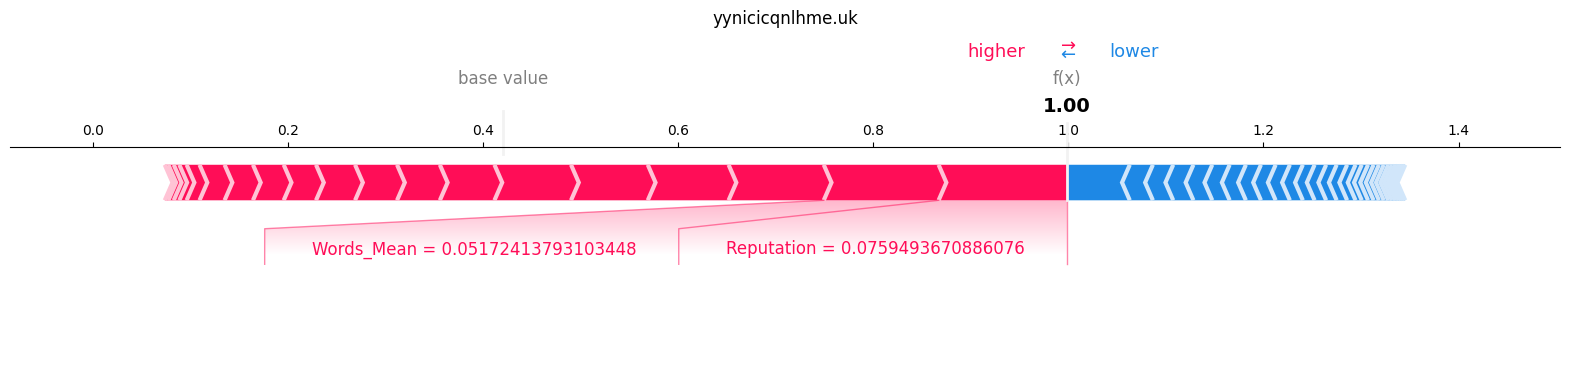 yynicicqnlhme.uk
higher ⇄ lower
base value f(x)
1.00
0.0 0.2 0.4 0.6 0.8 1.0 1.2 1.4
Words_Mean = 0.05172413793103448 Reputation = 0.0759493670886076